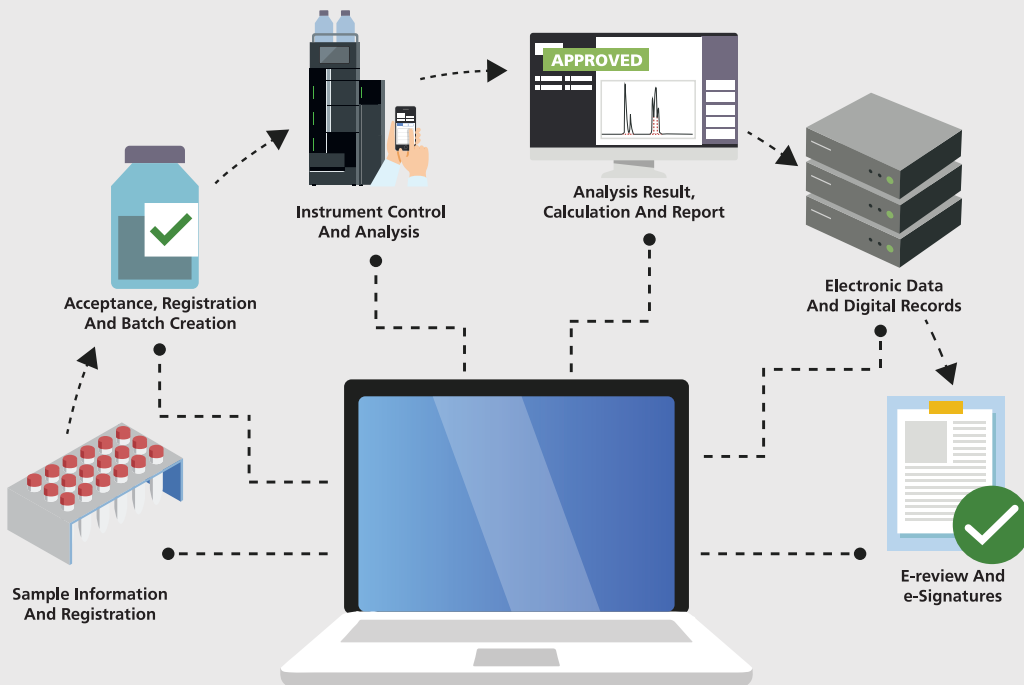 APPROVED
Instrument Control
And Analysis
Analysis Result,
Calculation And Report
Acceptance, Registration
And Batch Creation
Electronic Data
And Digital Records
Sample Information
And Registration
E-review And
e-Signatures